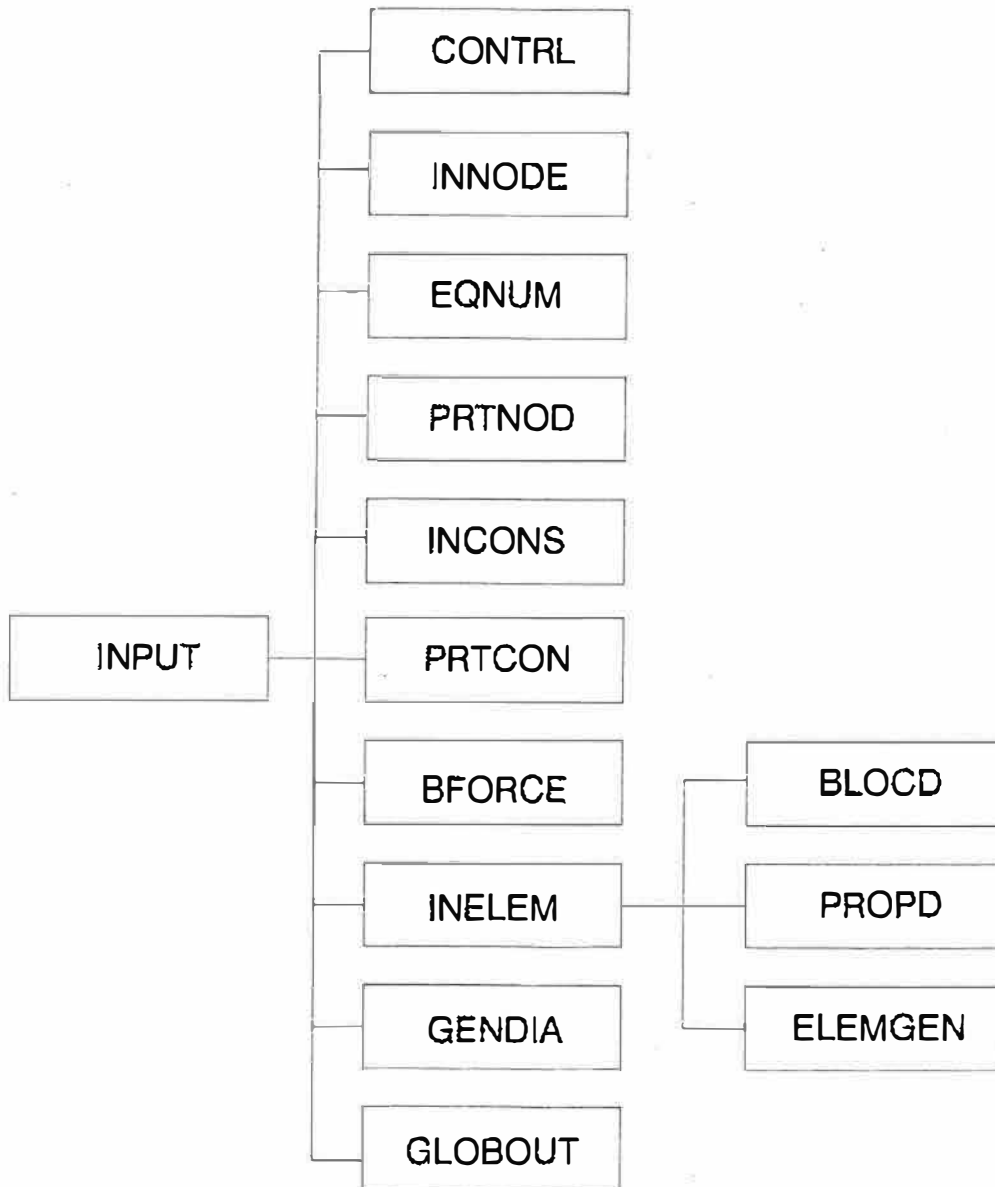 CONTRL
INNODE
EQNUM
PRTNOD
INCONS
INPUT
PRTCON
BFORCE
BLOCD
INELEM
PROPD
GENDIA
ELEMGEN
GLOBOUT